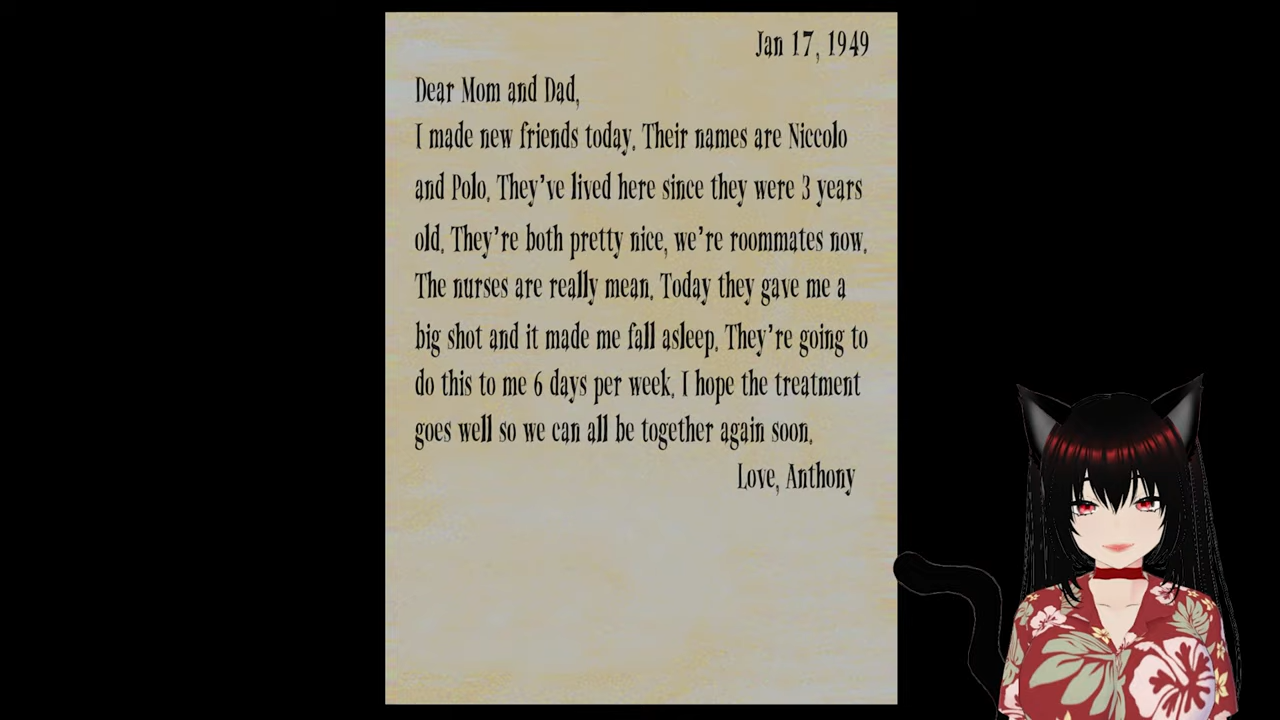 Jan 17, 1949
Dear Mom and Dad,
I made new friends today. Their names are Niccolo
and Polo. They've lived here since they were 3 years
old. They're both pretty nice, we're roommates now.
The nurses are really mean. Today they gave me a
big shot and it made me fall asleep. They're going to
do this to me 6 days per week. I hope the treatment
goes well so we can all be together again soon.
Love, Anthony